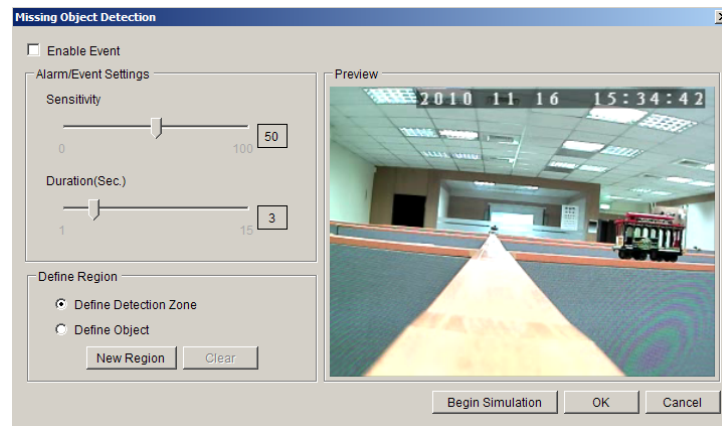 Missing Object Detection
Enable Event
Alarm/Event Settings
Sensitivity
50
0 100
Duration(Sec.)
3
1 15
Define Region
Define Detection Zone
Define Object
New Region Clear
Preview
2010 11 16 15:34:42
Begin Simulation OK Cancel